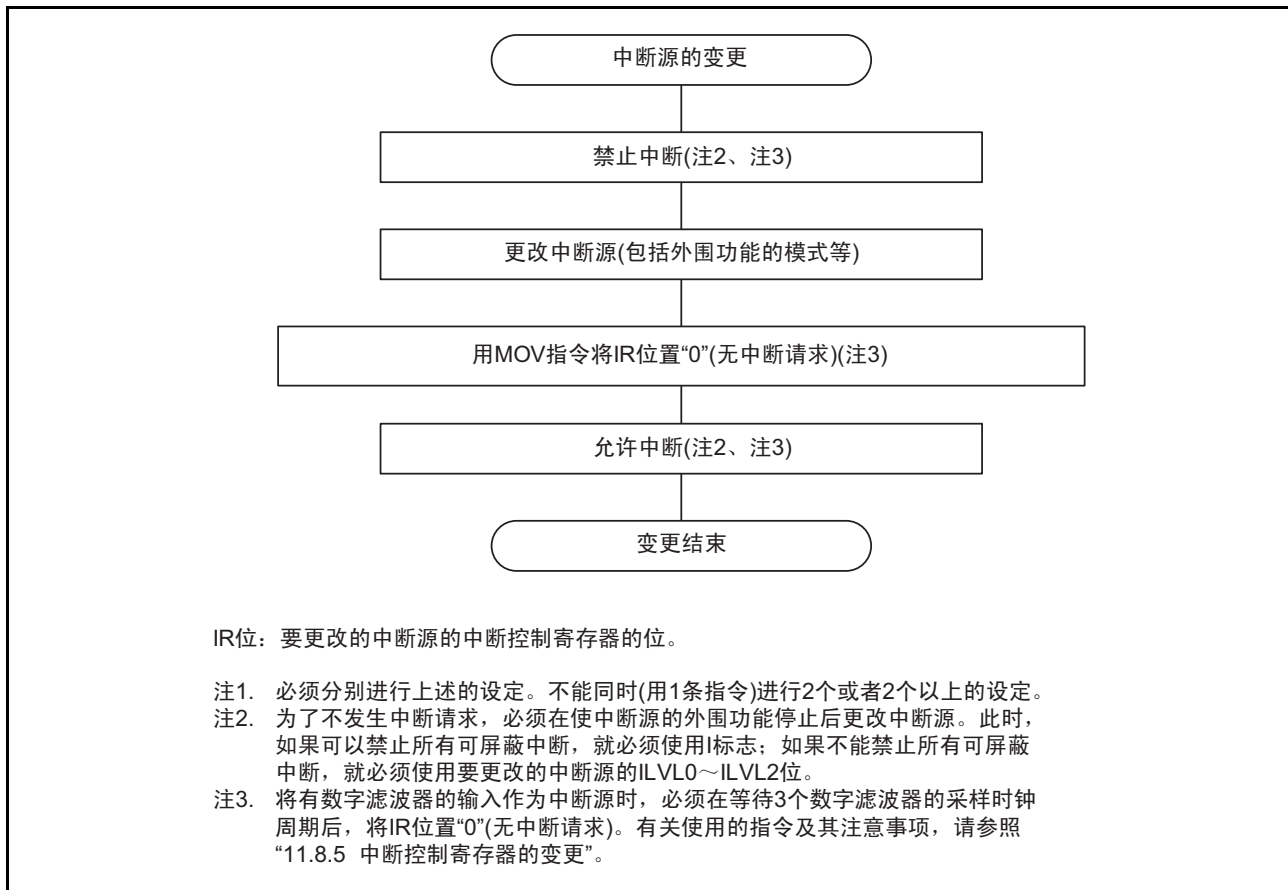 中断源的变更
禁止中断(注2、注3)
更改中断源(包括外围功能的模式等)
用MOV指令将IR位置“0”(无中断请求)(注3)
允许中断(注2、注3)
变更结束
IR位：要更改的中断源的中断控制寄存器的位。
注1. 必须分别进行上述的设定。不能同时(用1条指令)进行2个或者2个以上的设定。
注2. 为了不发生中断请求，必须在使中断源的外围功能停止后更改中断源。此时，
如果可以禁止所有可屏蔽中断，就必须使用I标志；如果不能禁止所有可屏蔽
中断，就必须使用要更改的中断源的ILVL0～ILVL2位。
注3. 将有数字滤波器的输入作为中断源时，必须在等待3个数字滤波器的采样时钟
周期后，将IR位置“0”(无中断请求)。有关使用的指令及其注意事项，请参照
“11.8.5 中断控制寄存器的变更”。